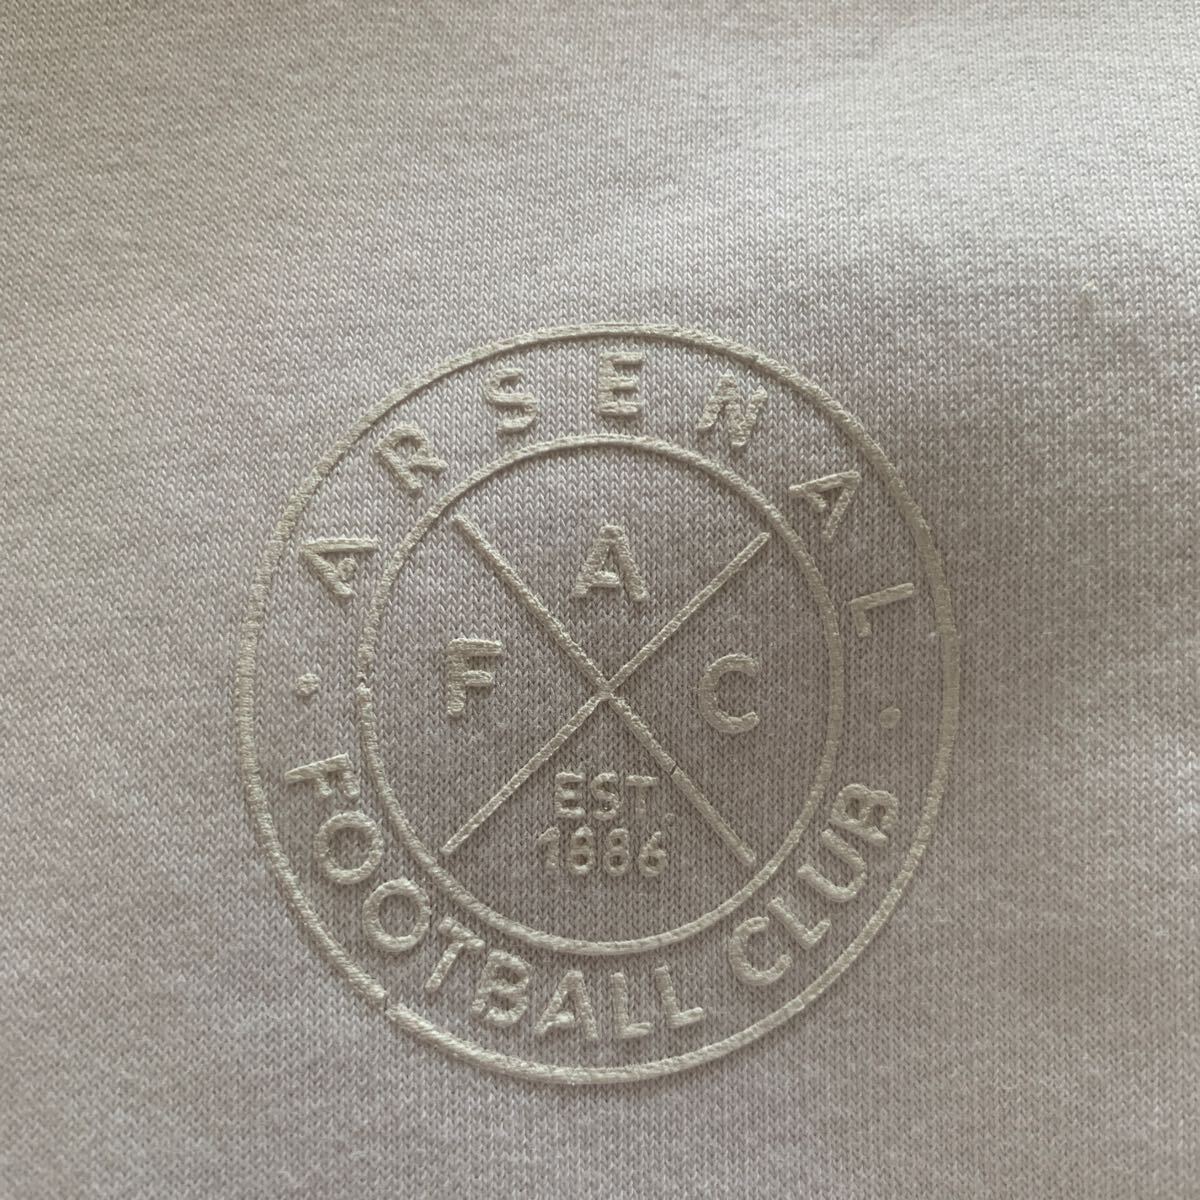 · ARSENAL ·
A
F C
EST.
1886
FOOTBALL CLUB